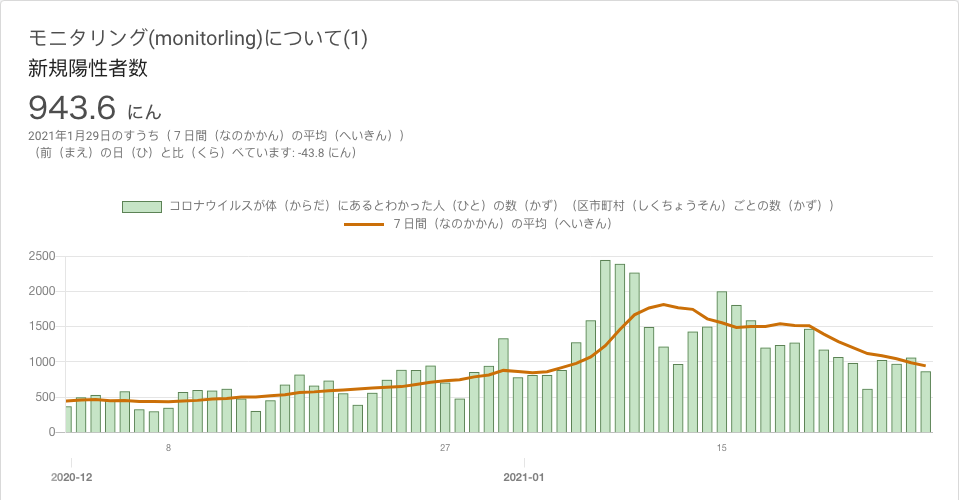 モニタリング(monitorling)について(1)
新規陽性者数
943.6 にん
2021年1月29日のすうち（７日間（なのかかん）の平均（へいきん））
（前（まえ）の日（ひ）と比（くら）べています: -43.8 にん）
コロナウイルスが体（からだ）にあるとわかった人（ひと）の数（かず）（区市町村（しくちょうそん）ごとの数（かず））
７日間（なのかかん）の平均（へいきん）
2500
2000
1500
1000
500
0
8 27 15
2020-12 2021-01